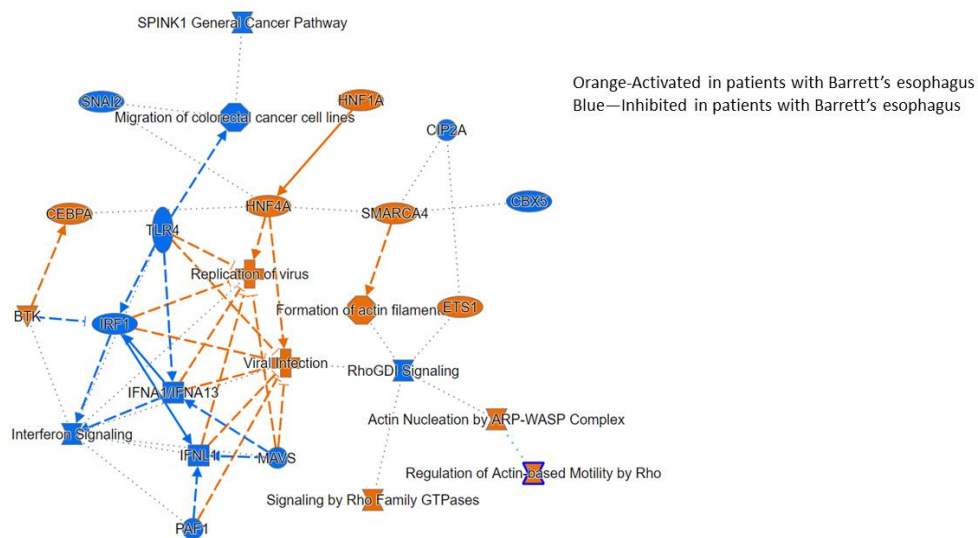 SPINK1 General Cancer Pathway
Orange-Activated in patients with Barrett's esophagus
Blue—Inhibited in patients with Barrett's esophagus
SNAI2
HNF1A
Migration of colorectal cancer cell lines
CIP2A
CEBPA
HNF4A
SMARCA4
CBX5
TLR4
Replication of virus
Formation of actin filament
ETS1
BTK
IRF1
Viral Infection
RhoGDI Signaling
IFNA1/IFNA13
Actin Nucleation by ARP-WASP Complex
Interferon Signaling
IFNL1
MAVS
Regulation of Actin-based Motility by Rho
Signaling by Rho Family GTPases
PAF1